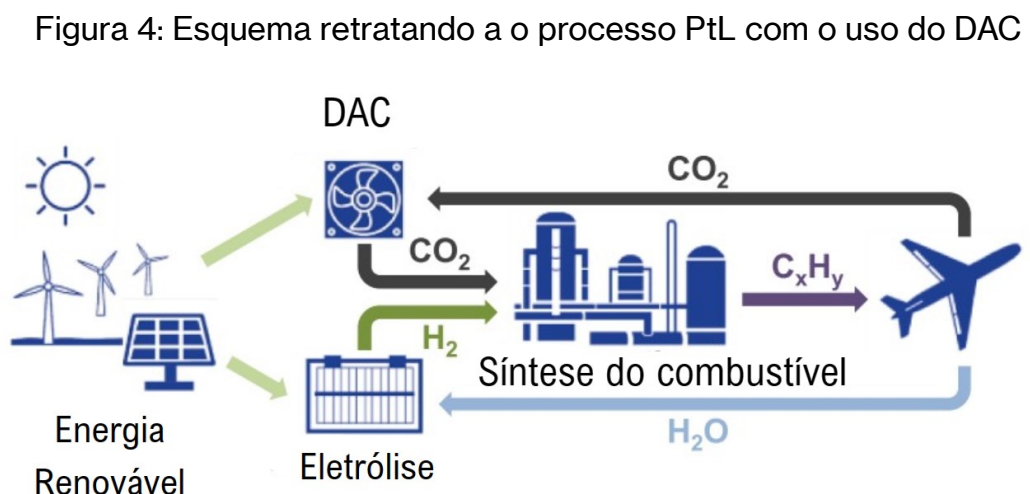 Figura 4: Esquema retratando a o processo PtL com o uso do DAC
DAC
CO₂
CO₂
CₓHᵧ
H₂
Síntese do combustível
Energia
Renovável
H₂O
Eletrólise